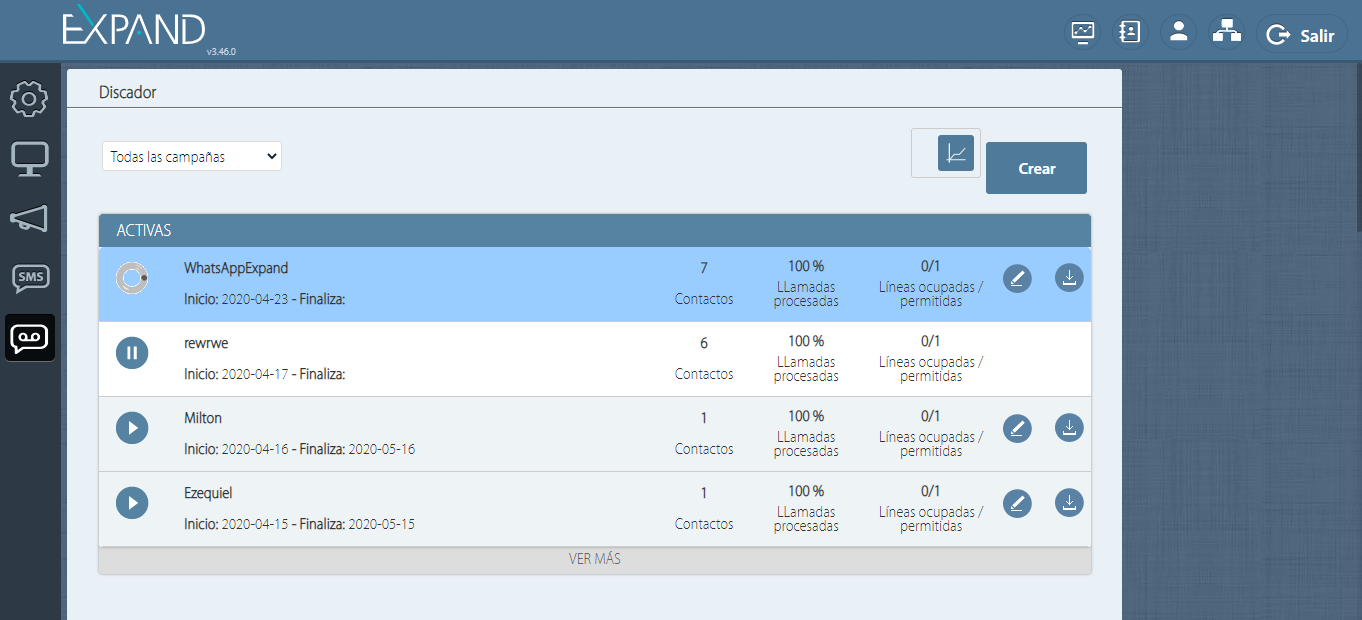 EXPAND
v3.46.0
Salir
Discador
Todas las campañas
Crear
ACTIVAS
WhatsAppExpand
7
100 %
0/1
Inicio: 2020-04-23 - Finaliza:
Contactos
LLamadas
procesadas
Líneas ocupadas /
permitidas
SMS
rewrwe
6
100 %
0/1
Inicio: 2020-04-17 - Finaliza:
Contactos
LLamadas
procesadas
Líneas ocupadas /
permitidas
Milton
1
100 %
0/1
Inicio: 2020-04-16 - Finaliza: 2020-05-16
Contactos
LLamadas
procesadas
Líneas ocupadas /
permitidas
Ezequiel
1
100 %
0/1
Inicio: 2020-04-15 - Finaliza: 2020-05-15
Contactos
LLamadas
procesadas
Líneas ocupadas /
permitidas
VER MÁS